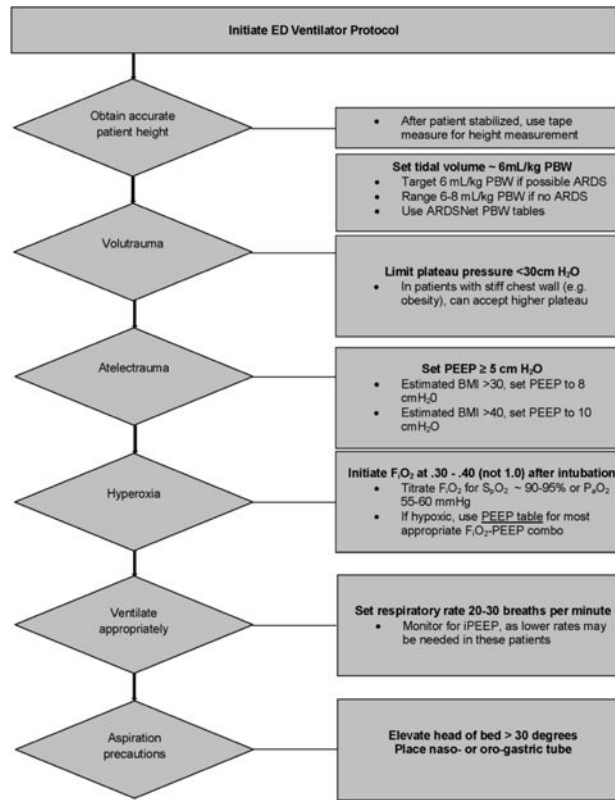 Initiate ED Ventilator Protocol
Obtain accurate
patient height
• After patient stabilized, use tape
measure for height measurement
Set tidal volume ~ 6mL/kg PBW
• Target 6 mL/kg PBW if possible ARDS
• Range 6-8 mL/kg PBW if no ARDS
• Use ARDSNet PBW tables
Volutrauma
Limit plateau pressure <30cm H₂O
• In patients with stiff chest wall (e.g.
obesity), can accept higher plateau
Atelectrauma
Set PEEP ≥ 5 cm H₂O
• Estimated BMI >30, set PEEP to 8
cmH₂0
• Estimated BMI >40, set PEEP to 10
cmH₂O
Hyperoxia
Initiate FᵢO₂ at .30 - .40 (not 1.0) after intubation
• Titrate FᵢO₂ for SₚO₂ ~ 90-95% or PₐO₂
55-60 mmHg
• If hypoxic, use PEEP table for most
appropriate FᵢO₂-PEEP combo
Ventilate
appropriately
Set respiratory rate 20-30 breaths per minute
• Monitor for iPEEP, as lower rates may
be needed in these patients
Aspiration
precautions
Elevate head of bed > 30 degrees
Place naso- or oro-gastric tube